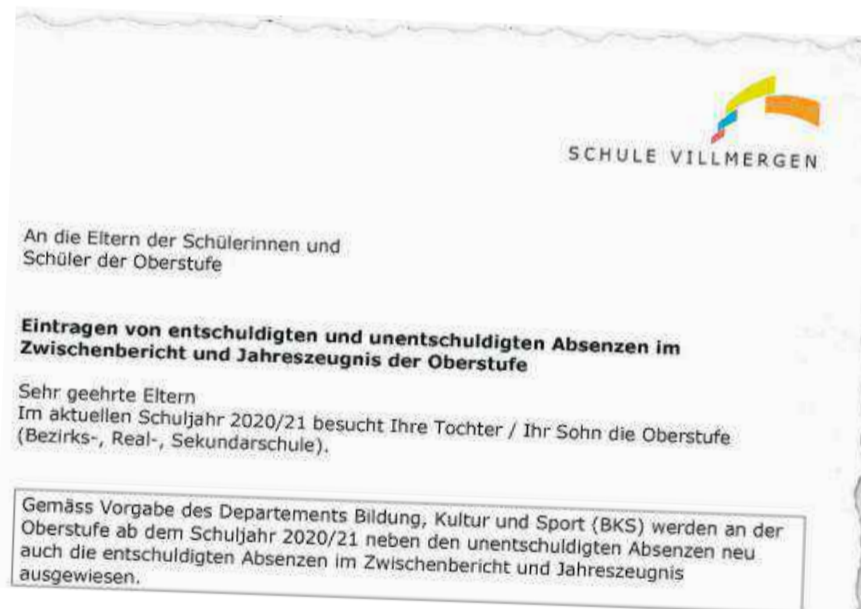 SCHULE VILLMERGEN
An die Eltern der Schülerinnen und
Schüler der Oberstufe
Eintragen von entschuldigten und unentschuldigten Absenzen im
Zwischenbericht und Jahreszeugnis der Oberstufe
Sehr geehrte Eltern
Im aktuellen Schuljahr 2020/21 besucht Ihre Tochter / Ihr Sohn die Oberstufe
(Bezirks-, Real-, Sekundarschule).
Gemäss Vorgabe des Departements Bildung, Kultur und Sport (BKS) werden an der
Oberstufe ab dem Schuljahr 2020/21 neben den unentschuldigten Absenzen neu
auch die entschuldigten Absenzen im Zwischenbericht und Jahreszeugnis
ausgewiesen.